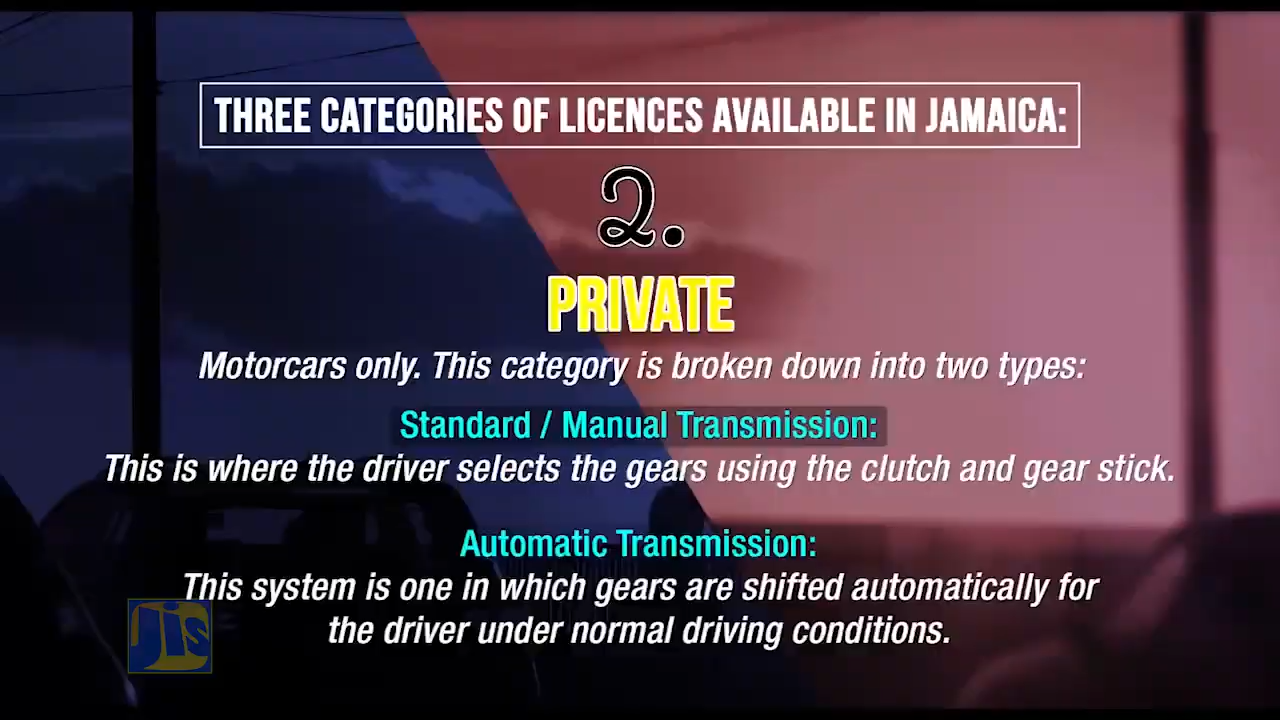 THREE CATEGORIES OF LICENCES AVAILABLE IN JAMAICA:
2.
PRIVATE
Motorcars only. This category is broken down into two types:
Standard / Manual Transmission:
This is where the driver selects the gears using the clutch and gear stick.
Automatic Transmission:
This system is one in which gears are shifted automatically for
the driver under normal driving conditions.
jis